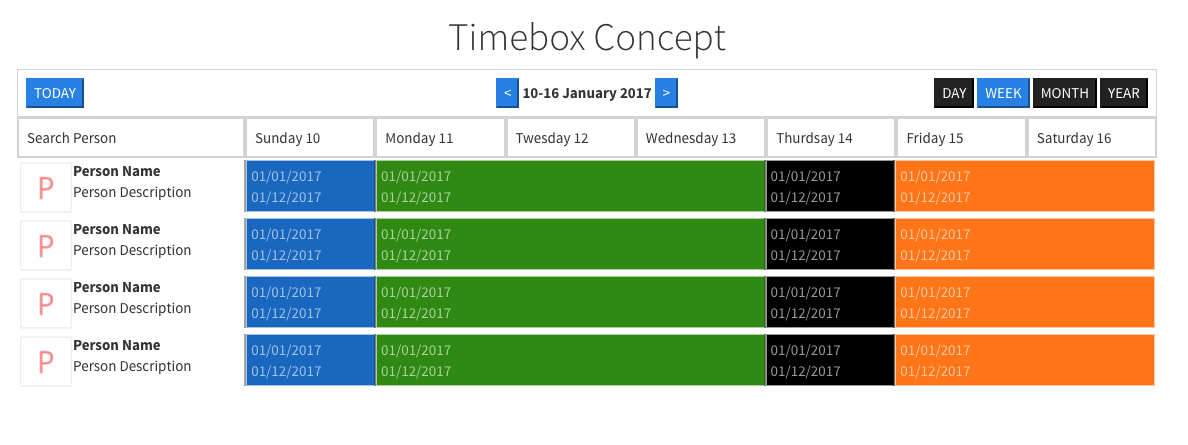 Timebox Concept
TODAY < 10-16 January 2017 > DAY WEEK MONTH YEAR
Search Person Sunday 10 Monday 11 Twesday 12 Wednesday 13 Thurdsay 14 Friday 15 Saturday 16
P Person Name
Person Description
01/01/2017 01/01/2017 01/01/2017 01/01/2017
01/12/2017 01/12/2017 01/12/2017 01/12/2017
P Person Name
Person Description
01/01/2017 01/01/2017 01/01/2017 01/01/2017
01/12/2017 01/12/2017 01/12/2017 01/12/2017
P Person Name
Person Description
01/01/2017 01/01/2017 01/01/2017 01/01/2017
01/12/2017 01/12/2017 01/12/2017 01/12/2017
P Person Name
Person Description
01/01/2017 01/01/2017 01/01/2017 01/01/2017
01/12/2017 01/12/2017 01/12/2017 01/12/2017